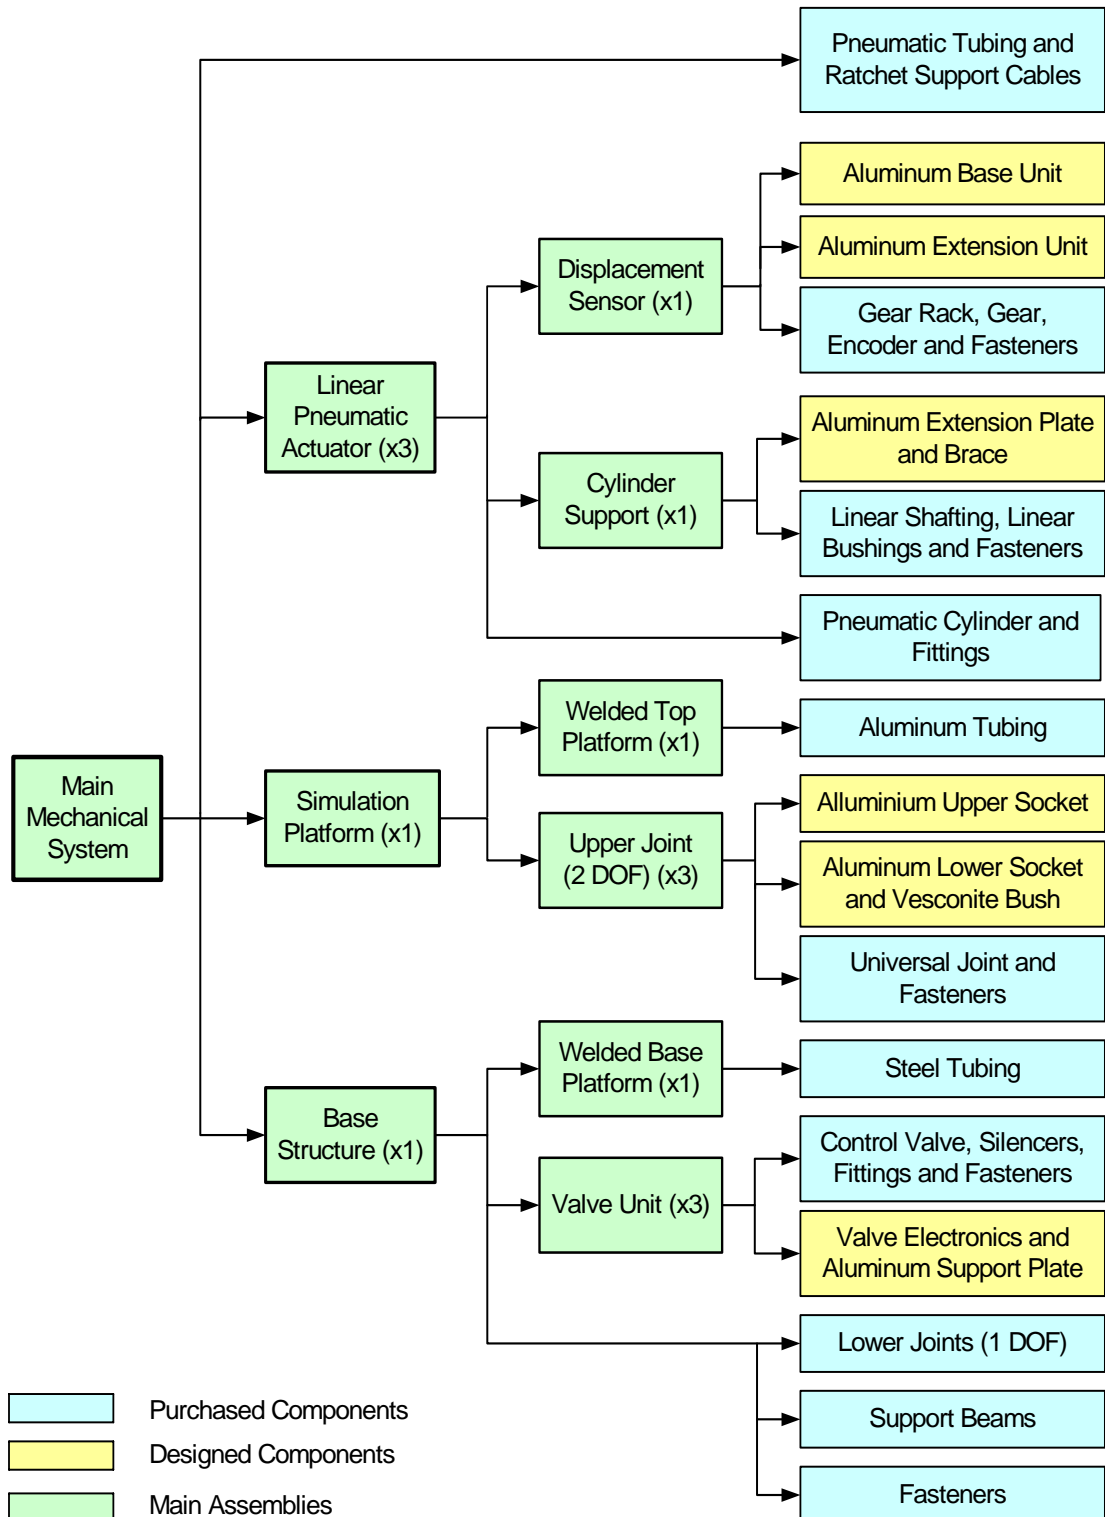 Pneumatic Tubing and
Ratchet Support Cables
Aluminum Base Unit
Aluminum Extension Unit
Displacement
Sensor (x1)
Gear Rack, Gear,
Encoder and Fasteners
Linear
Pneumatic
Actuator (x3)
Aluminum Extension Plate
and Brace
Cylinder
Support (x1)
Linear Shafting, Linear
Bushings and Fasteners
Pneumatic Cylinder and
Fittings
Welded Top
Platform (x1)
Aluminum Tubing
Main
Mechanical
System
Simulation
Platform (x1)
Alluminium Upper Socket
Upper Joint
(2 DOF) (x3)
Aluminum Lower Socket
and Vesconite Bush
Universal Joint and
Fasteners
Welded Base
Platform (x1)
Steel Tubing
Base
Structure (x1)
Control Valve, Silencers,
Fittings and Fasteners
Valve Unit (x3)
Valve Electronics and
Aluminum Support Plate
Lower Joints (1 DOF)
Support Beams
Fasteners
Purchased Components
Designed Components
Main Assemblies